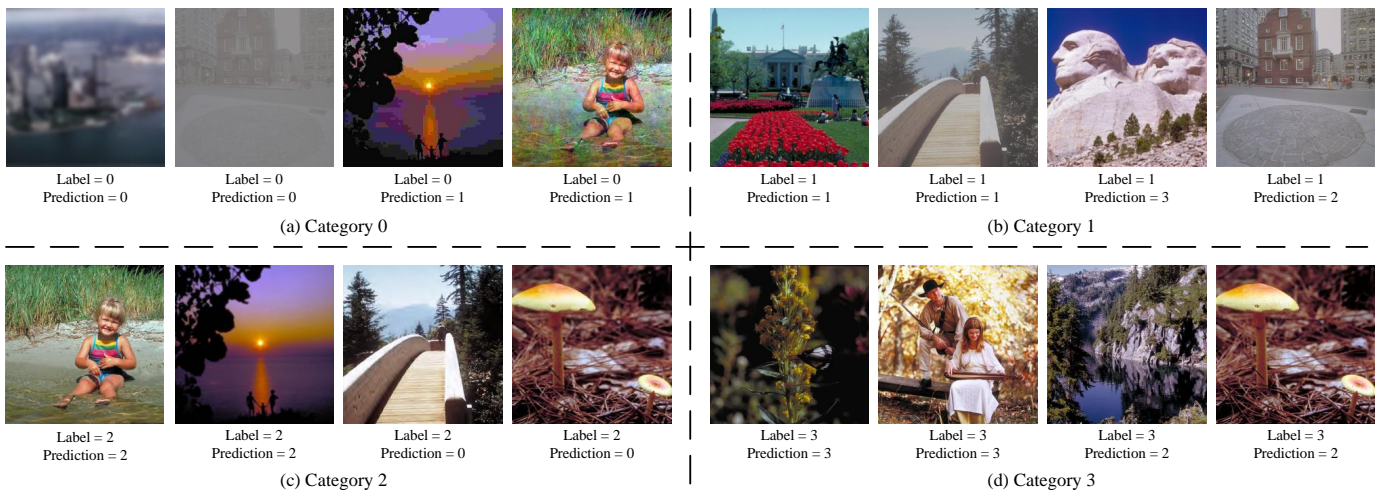 Label = 0
Prediction = 0
Label = 0
Prediction = 0
Label = 0
Prediction = 1
Label = 0
Prediction = 1
(a) Category 0
Label = 1
Prediction = 1
Label = 1
Prediction = 1
Label = 1
Prediction = 3
Label = 1
Prediction = 2
(b) Category 1
Label = 2
Prediction = 2
Label = 2
Prediction = 2
Label = 2
Prediction = 0
Label = 2
Prediction = 0
(c) Category 2
Label = 3
Prediction = 3
Label = 3
Prediction = 3
Label = 3
Prediction = 2
Label = 3
Prediction = 2
(d) Category 3